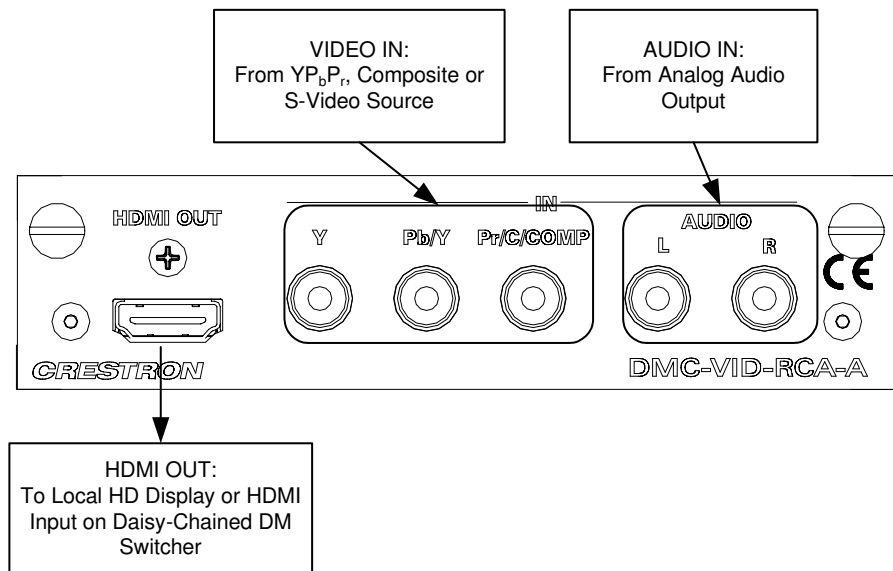 VIDEO IN:
From YPbPr, Composite or
S-Video Source
AUDIO IN:
From Analog Audio
Output
IN
HDMI OUT
Y
Pb/Y
Pr/C/COMP
AUDIO
L
R
CE
CRESTRON
DMC-VID-RCA-A
HDMI OUT:
To Local HD Display or HDMI
Input on Daisy-Chained DM
Switcher